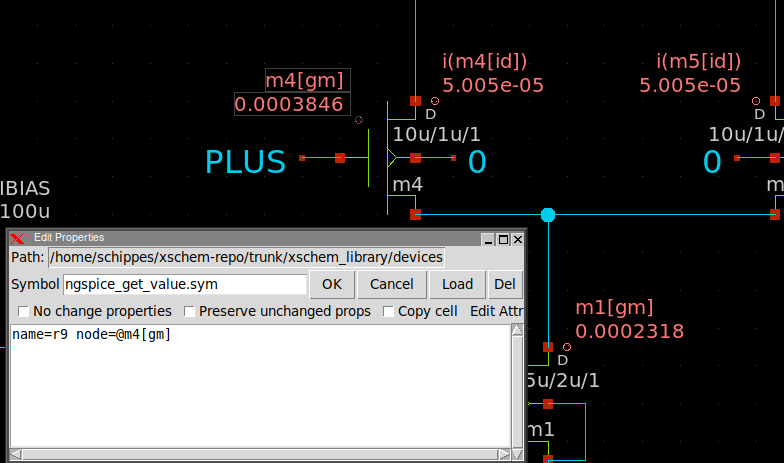 i(m4[id])
5.005e-05
i(m5[id])
5.005e-05
m4[gm]
0.0003846
D
D
10u/1u/1
10u/1u/
PLUS
0
0
IBIAS
100u
m4
m
Edit Properties
Path: /home/schippes/xschem-repo/trunk/xschem_library/devices
Symbol ngspice_get_value.sym OK Cancel Load Del
No change properties Preserve unchanged props Copy cell Edit Attr
name=r9 node=@m4[gm]
m1[gm]
0.0002318
D
5u/2u/1
m1